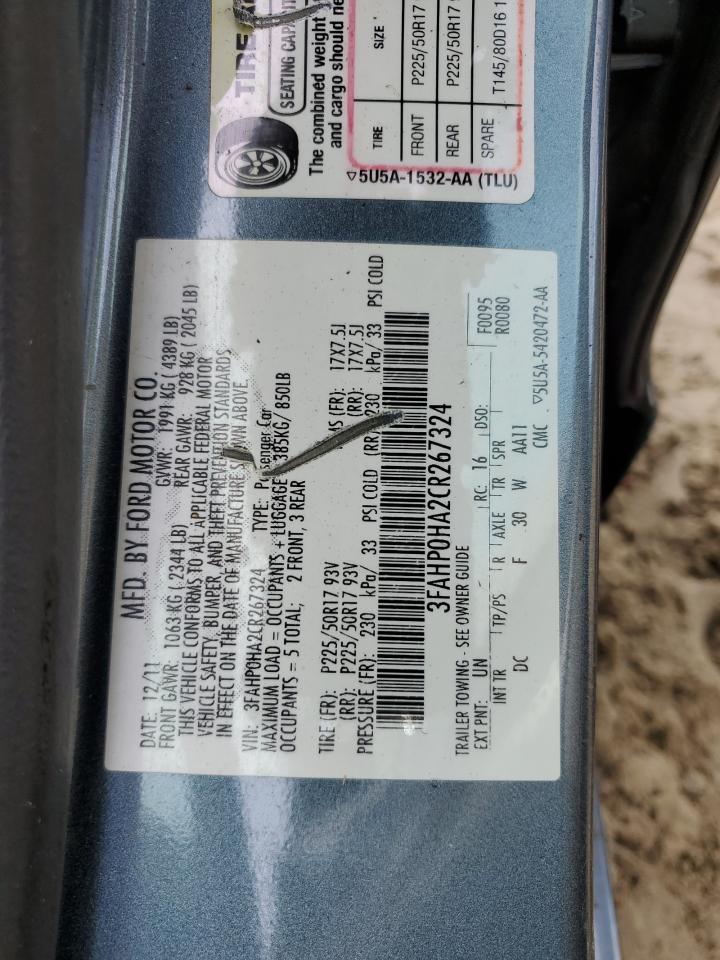 TIRE
SEATING CAPA
The combined weight
and cargo should ne
TIRE SIZE
FRONT P225/50R17
REAR P225/50R17
SPARE T145/80D16 1
▽5U5A-1532-AA (TLU)
MFD. BY FORD MOTOR CO.
DATE: 12/11 GVWR: 1991 KG ( 4389 LB)
FRONT GAWR: 1063 KG ( 2344 LB) REAR GAWR: 928 KG ( 2045 LB)
THIS VEHICLE CONFORMS TO ALL APPLICABLE FEDERAL MOTOR
VEHICLE SAFETY, BUMPER, AND THEFT PREVENTION STANDARDS
IN EFFECT ON THE DATE OF MANUFACTURE SHOWN ABOVE
VIN: 3FAHP0HA2CR267324 TYPE: Passenger Car
MAXIMUM LOAD = OCCUPANTS + LUGGAGE 385KG/ 850LB
OCCUPANTS = 5 TOTAL; 2 FRONT, 3 REAR
TIRE (FR): P225/50R17 93V (FR): 17X7.5J
(RR): P225/50R17 93V (RR): 17X7.5J
PRESSURE (FR): 230 kPa/ 33 PSI COLD (RR): 230 kPa/ 33 PSI COLD
3FAHP0HA2CR267324
TRAILER TOWING - SEE OWNER GUIDE
EXT PNT: UN RC: 16 DSO: F0095
R0080
INT TR TP/PS R AXLE TR SPR
DC F 30 W AA11
CMC ▽5U5A-5420472-AA